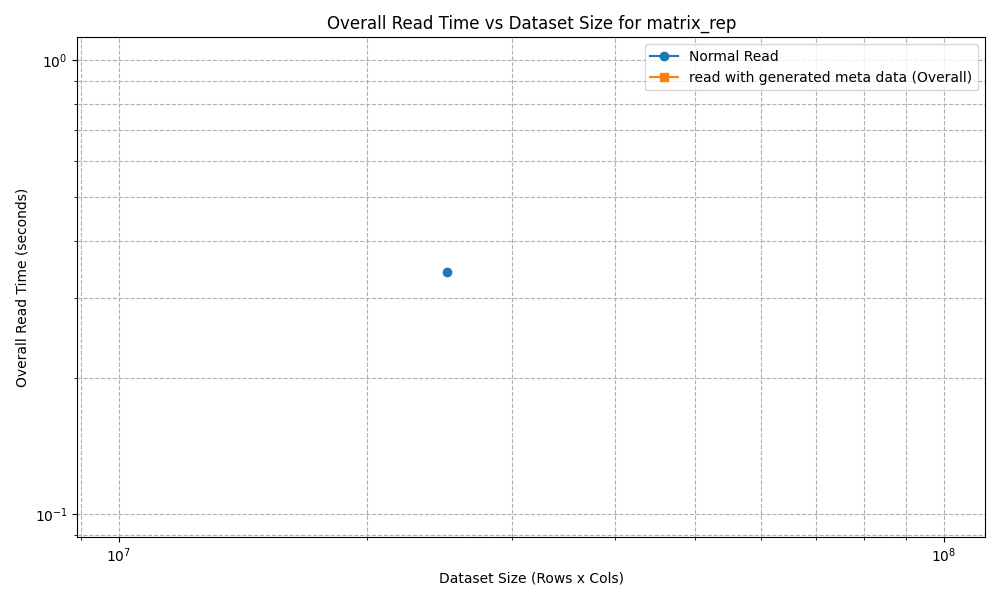 Overall Read Time vs Dataset Size for matrix_rep
Normal Read
read with generated meta data (Overall)
Overall Read Time (seconds)
10⁰
10⁻¹
10⁷
10⁸
Dataset Size (Rows x Cols)